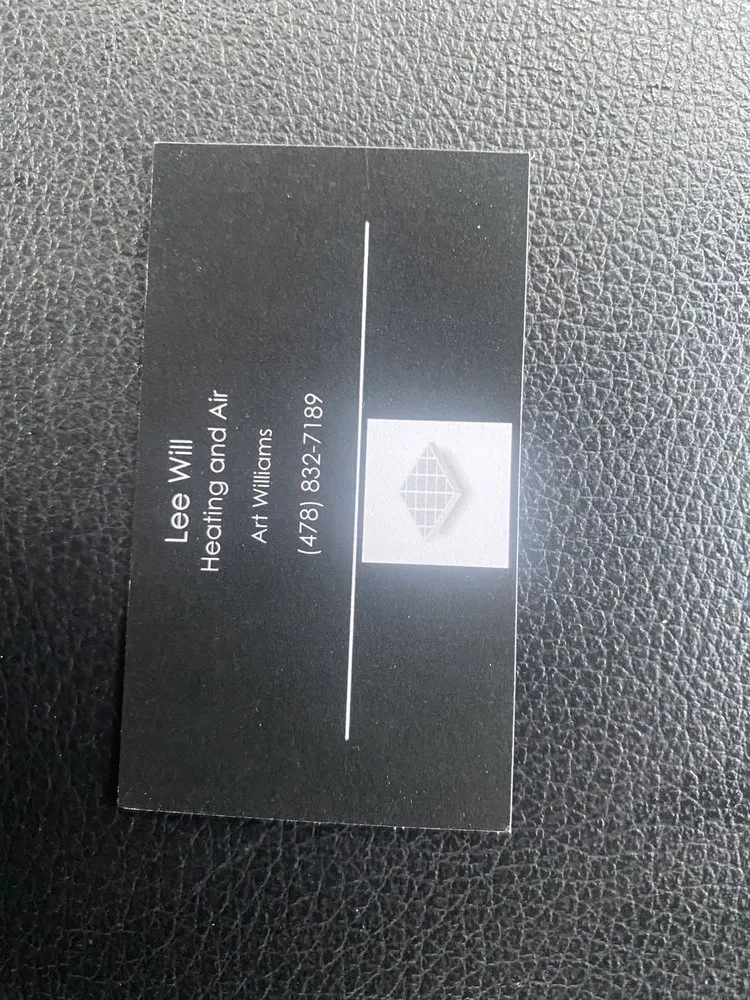 Lee Will
Heating and Air
Art Williams
(478) 832-7189